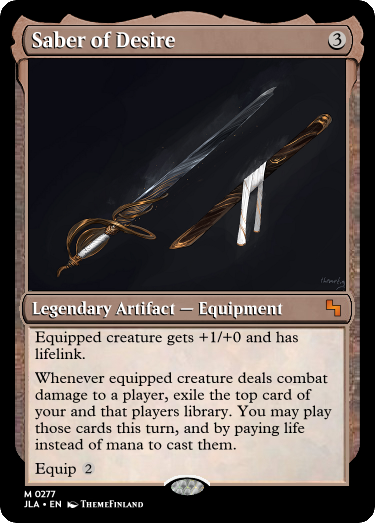 Saber of Desire 3
Legendary Artifact — Equipment
Equipped creature gets +1/+0 and has
lifelink.
Whenever equipped creature deals combat
damage to a player, exile the top card of
your and that players library. You may play
those cards this turn, and by paying life
instead of mana to cast them.
Equip 2
M 0277
JLA • EN ThemeFinland